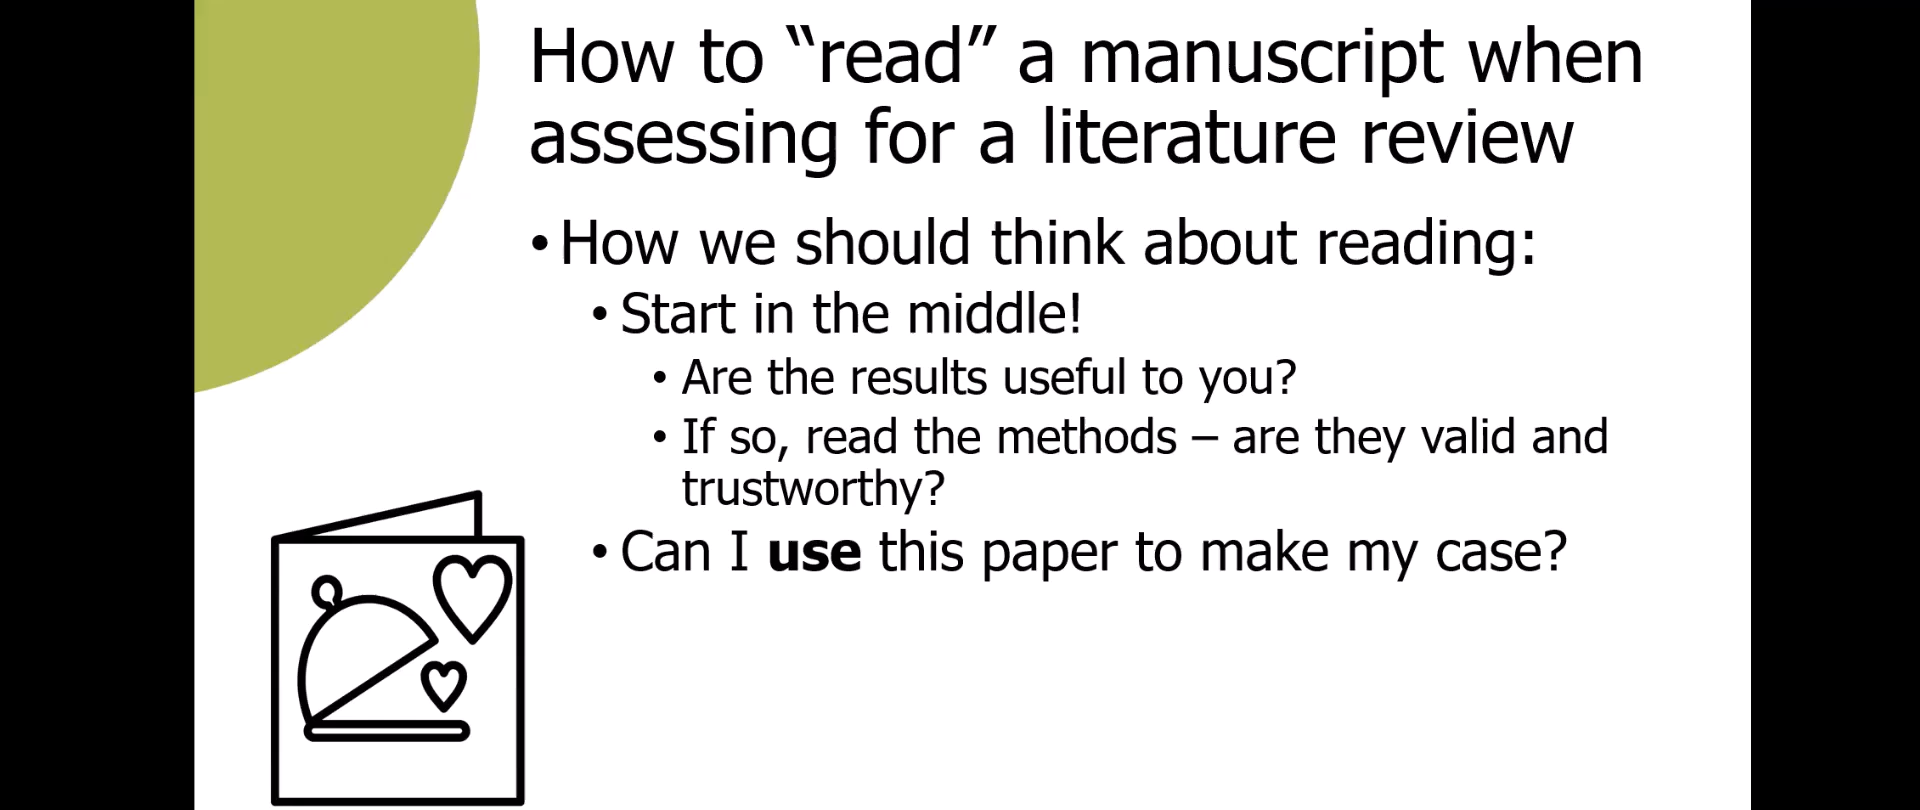 How to “read” a manuscript when
assessing for a literature review
• How we should think about reading:
• Start in the middle!
• Are the results useful to you?
• If so, read the methods – are they valid and
trustworthy?
• Can I use this paper to make my case?